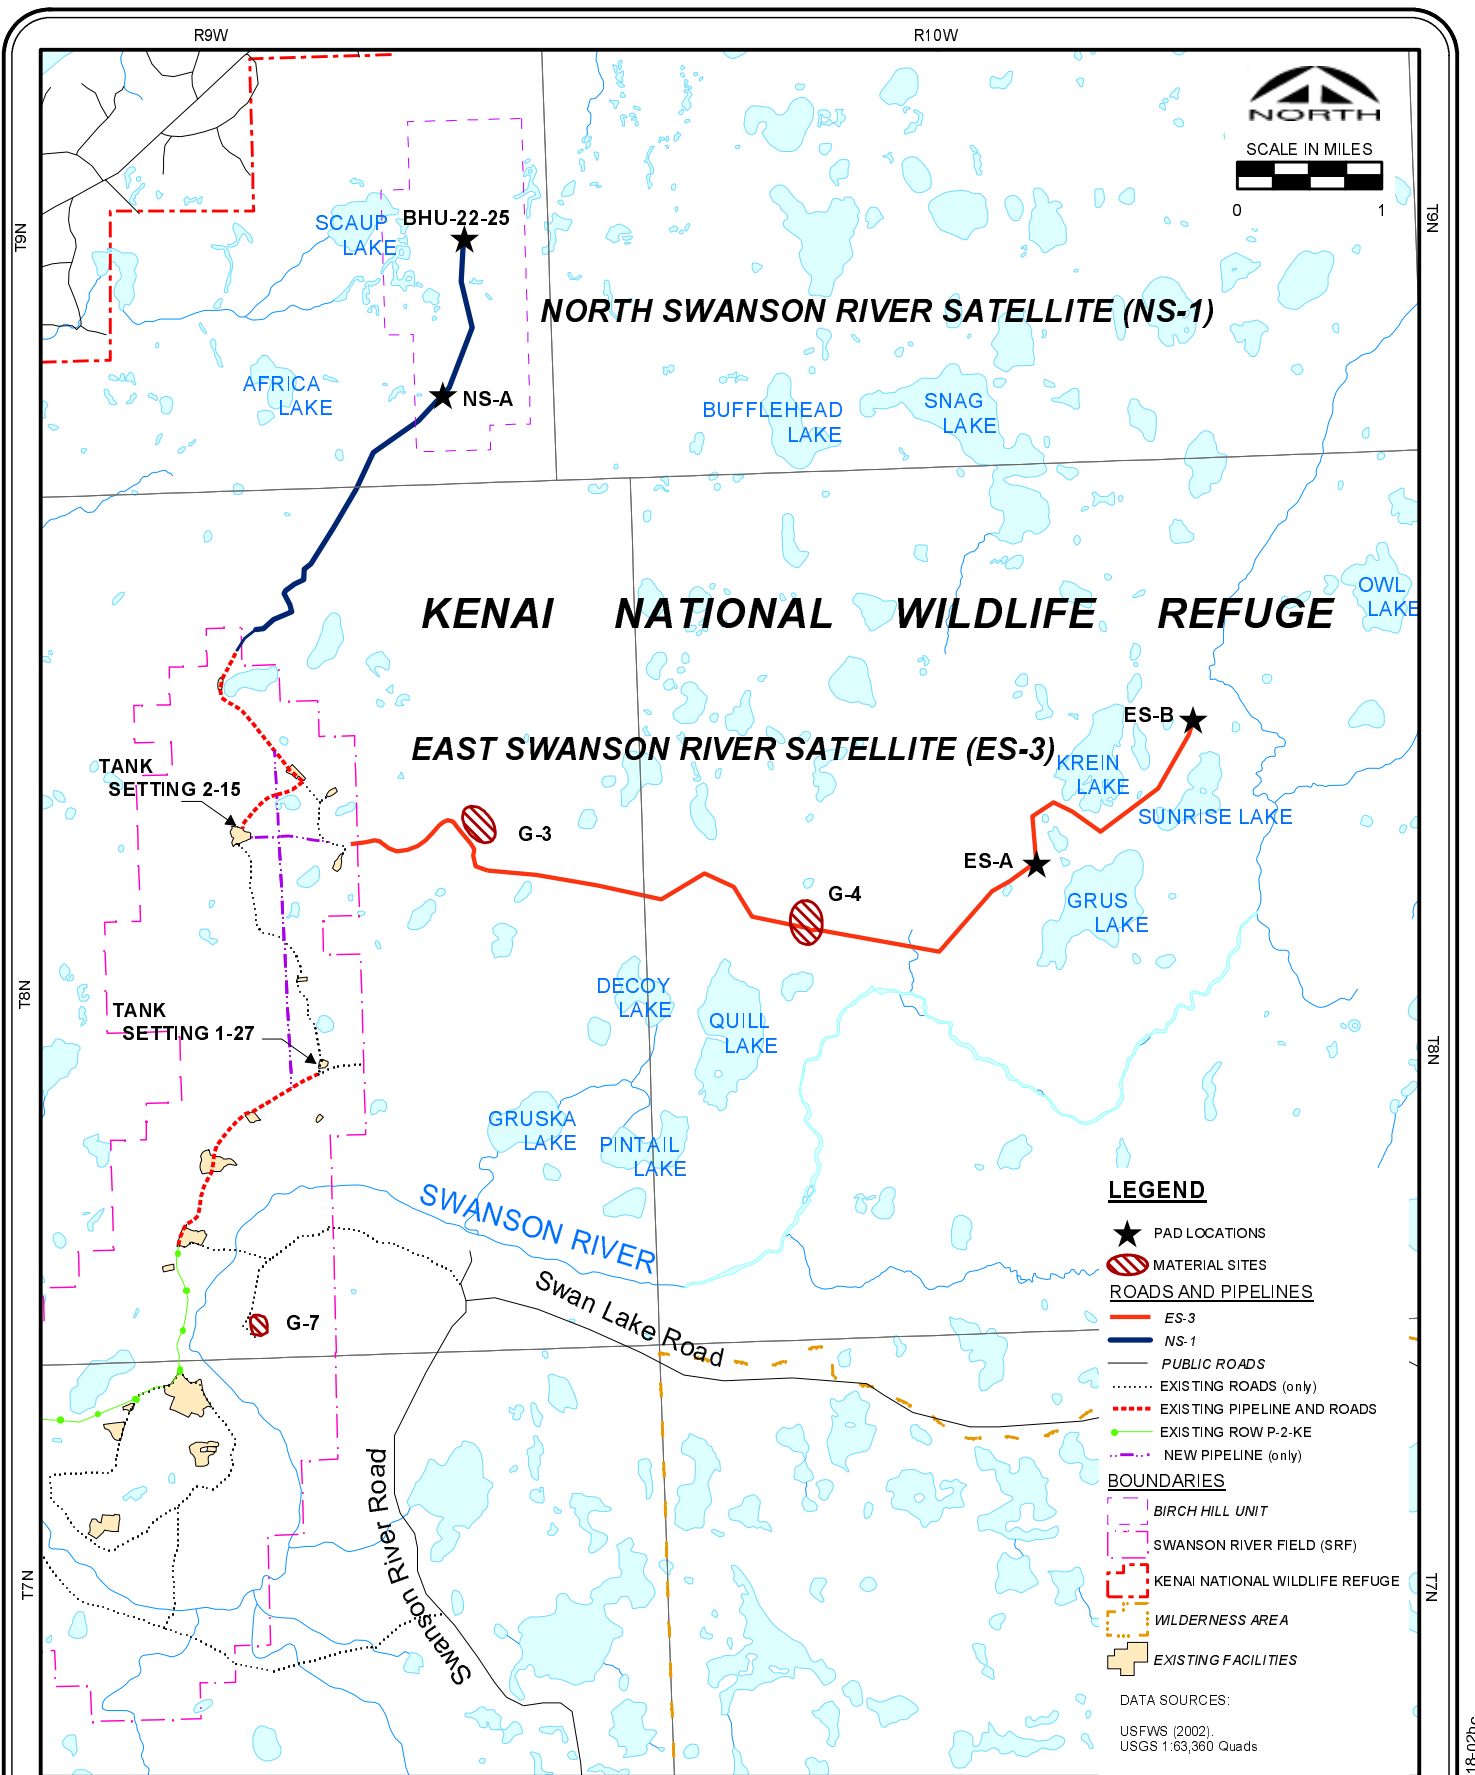 R9W
R10W
NORTH
SCALE IN MILES
0
1
T9N
T9N
SCAUP
LAKE
BHU-22-25
NORTH SWANSON RIVER SATELLITE (NS-1)
AFRICA
LAKE
NS-A
BUFFLEHEAD
LAKE
SNAG
LAKE
OWL
LAKE
KENAI NATIONAL WILDLIFE REFUGE
ES-B
EAST SWANSON RIVER SATELLITE (ES-3)
KREIN
LAKE
TANK
SETTING 2-15
SUNRISE LAKE
G-3
ES-A
G-4
GRUS
LAKE
DECOY
LAKE
T8N
TANK
SETTING 1-27
QUILL
LAKE
T8N
GRUSKA
LAKE
PINTAIL
LAKE
SWANSON RIVER
Swan Lake Road
G-7
Swanson River Road
T7N
T7N
LEGEND
PAD LOCATIONS
MATERIAL SITES
ROADS AND PIPELINES
ES-3
NS-1
PUBLIC ROADS
EXISTING ROADS (only)
EXISTING PIPELINE AND ROADS
EXISTING ROW P-2-KE
NEW PIPELINE (only)
BOUNDARIES
BIRCH HILL UNIT
SWANSON RIVER FIELD (SRF)
KENAI NATIONAL WILDLIFE REFUGE
WILDERNESS AREA
EXISTING FACILITIES
DATA SOURCES:
USFWS (2002).
USGS 1:63,360 Quads